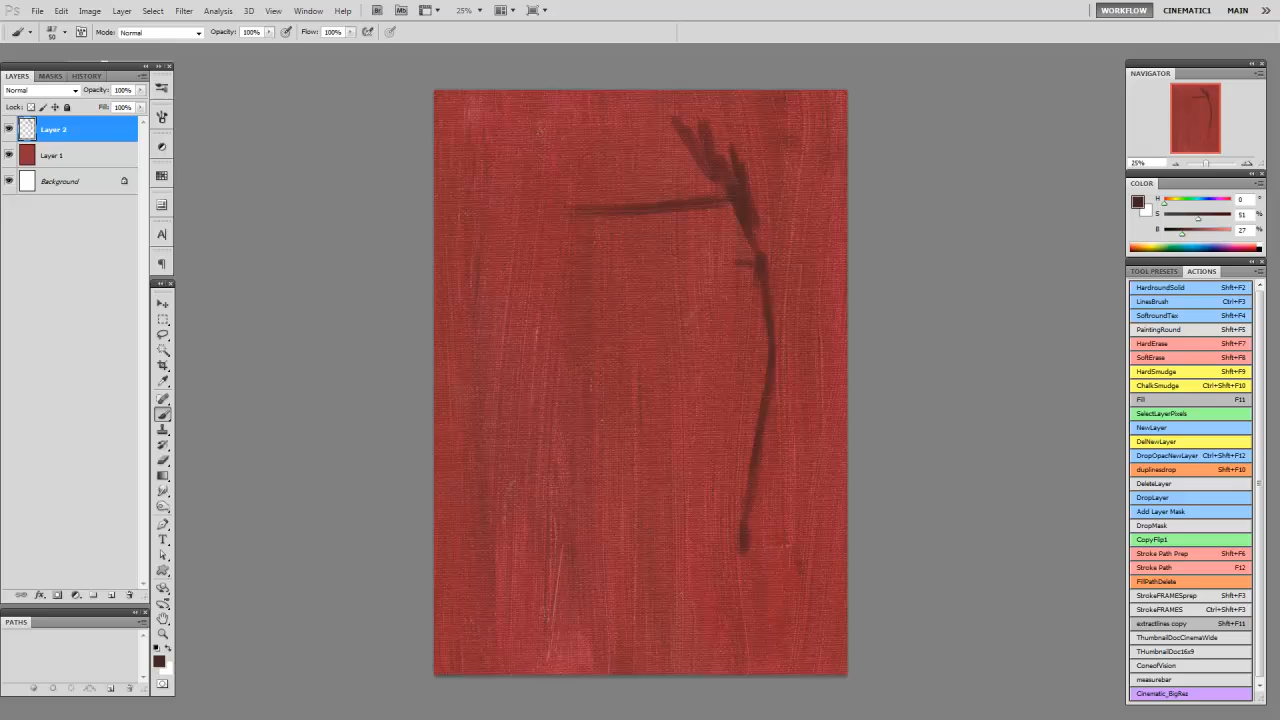 Ps File Edit Image Layer Select Filter Analysis 3D View Window Help Br Mb 25% WORKFLOW CINEMATIC1 MAIN
50 Mode: Normal Opacity: 100% Flow: 100%
LAYERS MASKS HISTORY
Normal Opacity: 100%
Lock: Fill: 100%
Layer 2
Layer 1
Background
PATHS
NAVIGATOR
25%
COLOR
H 0 °
S 51 %
B 27 %
TOOL PRESETS ACTIONS
HardroundSolid Shft+F2
LinesBrush Ctrl+F3
SoftroundTex Shft+F4
PaintingRound Shft+F5
HardErase Shft+F7
SoftErase Shft+F8
HardSmudge Shft+F9
ChalkSmudge Ctrl+Shft+F10
Fill F11
SelectLayerPixels
NewLayer
DelNewLayer
DropOpacNewLayer Ctrl+Shft+F12
duplinesdrop Shft+F10
DeleteLayer
DropLayer
Add Layer Mask
DropMask
CopyFlip1
Stroke Path Prep Shft+F6
Stroke Path F12
FillPathDelete
StrokeFRAMESprep Shft+F3
StrokeFRAMES Ctrl+Shft+F3
extractlines copy Shft+F11
ThumbnailDocCinemaWide
THumbnailDoc16x9
ConeofVision
measurebar
Cinematic_BigRez